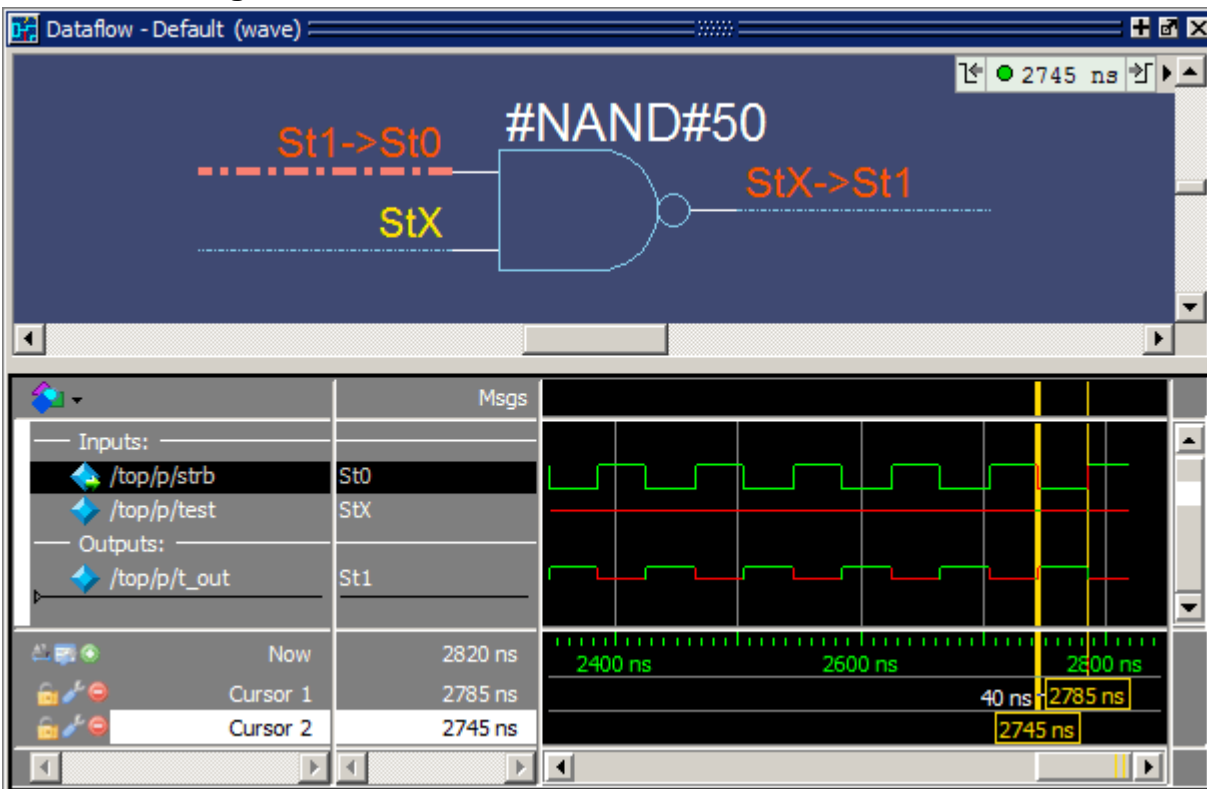 Dataflow - Default (wave)
2745 ns
#NAND#50
St1->St0
StX->St1
StX
Msgs
Inputs:
/top/p/strb St0
/top/p/test StX
Outputs:
/top/p/t_out St1
Now 2820 ns 2400 ns 2600 ns 2800 ns
Cursor 1 2785 ns 40 ns 2785 ns
Cursor 2 2745 ns 2745 ns